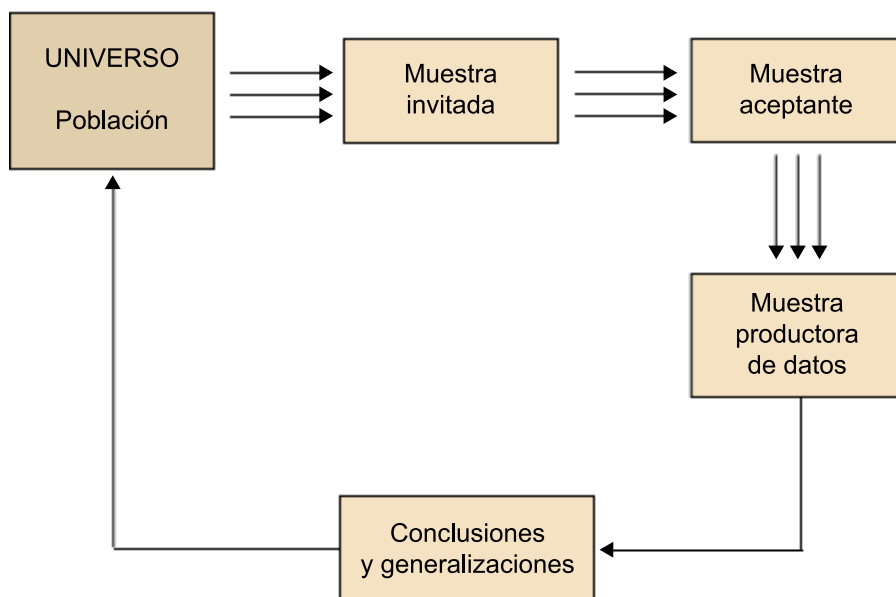 UNIVERSO
Población
Muestra
invitada
Muestra
aceptante
Muestra
productora
de datos
Conclusiones
y generalizaciones